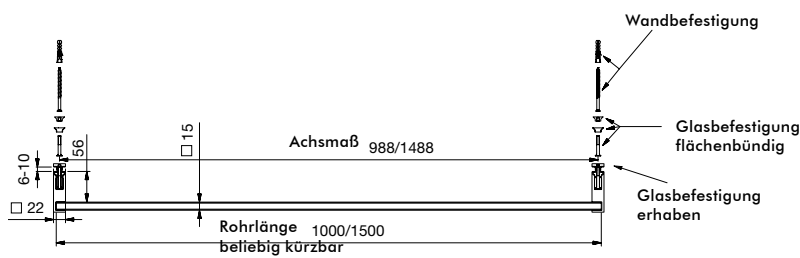 Wandbefestigung
Glasbefestigung
flächenbündig
Achsmaß 988/1488
□ 15
56
6-10
Glasbefestigung
erhaben
□ 22
Rohrlänge 1000/1500
beliebig kürzbar